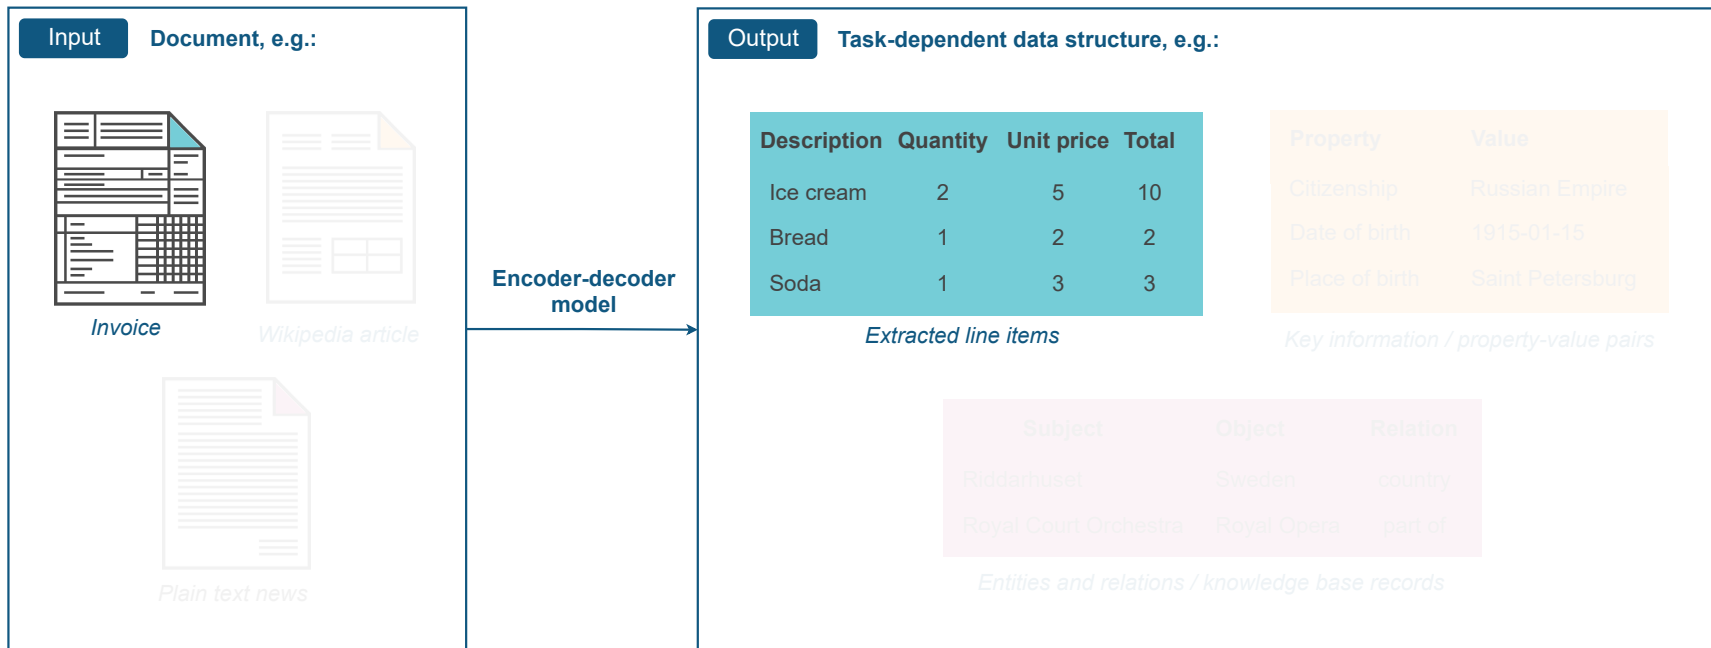 Input Document, e.g.:
Invoice
Wikipedia article
Plain text news
Encoder-decoder
model
Output Task-dependent data structure, e.g.:
Description Quantity Unit price Total
Ice cream 2 5 10
Bread 1 2 2
Soda 1 3 3
Extracted line items
Property Value
Citizenship Russian Empire
Date of birth 1915-01-15
Place of birth Saint Petersburg
Key information / property-value pairs
Subject Object Relation
Riddarhuset Sweden country
Royal Court Orchestra Royal Opera part of
Entities and relations / knowledge base records